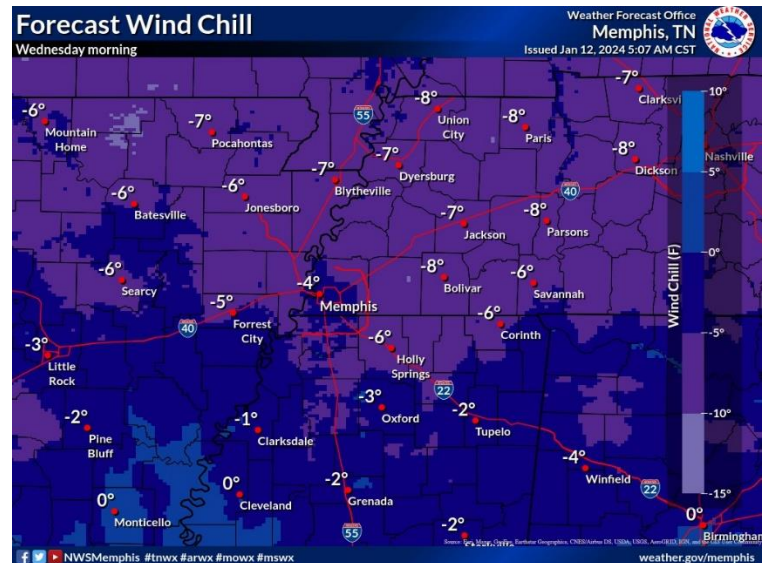 Forecast Wind Chill
Wednesday morning
Weather Forecast Office
Memphis, TN
Issued Jan 12, 2024 5:07 AM CST
NATIONAL WEATHER SERVICE
-6°
Mountain
Home
-7°
Pocahontas
55
-8°
Union
City
-8°
Paris
-7°
Clarksvi
-7°
Blytheville
-7°
Dyersburg
-8°
Dickson
Nashville
40
-6°
Batesville
-6°
Jonesboro
-7°
Jackson
-8°
Parsons
-6°
Searcy
-4°
Memphis
-8°
Bolivar
-6°
Savannah
-5°
Forrest
City
40
-6°
Corinth
-3°
Little
Rock
-6°
Holly
Springs
22
-2°
Pine
Bluff
-1°
Clarksdale
-3°
Oxford
-2°
Tupelo
0°
Monticello
0°
Cleveland
-2°
Grenada
-4°
Winfield
22
-2°
55
0°
Birmingham
Wind Chill (F)
10°
5°
0°
-5°
-10°
-15°
NWSMemphis #tnwx #arwx #mowx #mswx
weather.gov/memphis